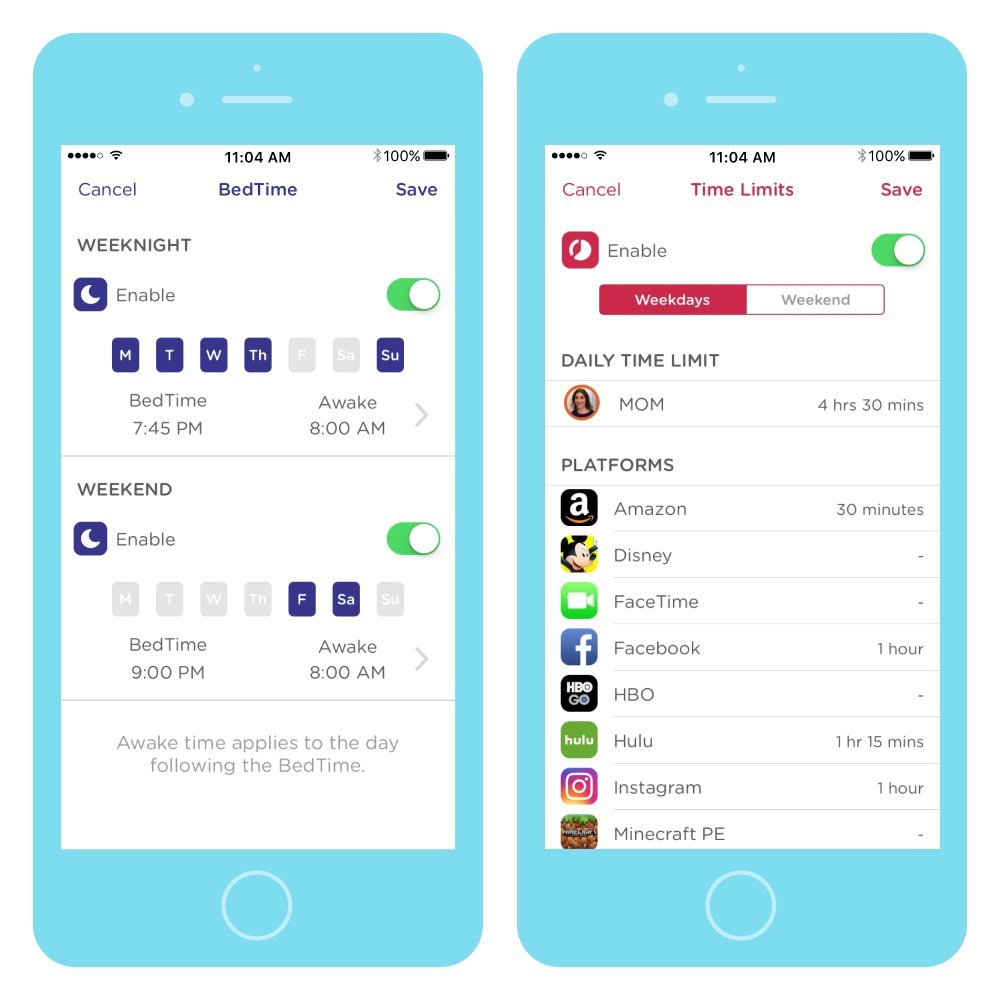 11:04 AM
100%
Cancel BedTime Save
WEEKNIGHT
Enable
M T W Th F Sa Su
BedTime Awake
7:45 PM 8:00 AM
WEEKEND
Enable
M T W Th F Sa Su
BedTime Awake
9:00 PM 8:00 AM
Awake time applies to the day
following the BedTime.
11:04 AM
100%
Cancel Time Limits Save
Enable
Weekdays Weekend
DAILY TIME LIMIT
MOM 4 hrs 30 mins
PLATFORMS
a Amazon 30 minutes
Disney -
FaceTime -
f Facebook 1 hour
HBO
GO
HBO -
hulu Hulu 1 hr 15 mins
Instagram 1 hour
MINECRAFT Minecraft PE -